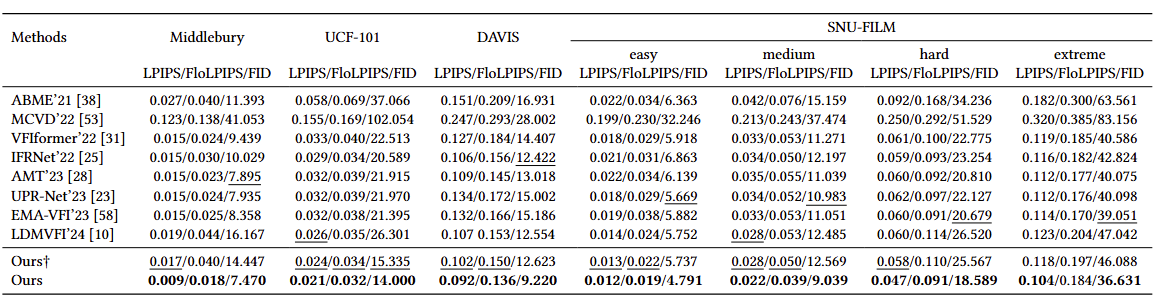 Methods Middlebury UCF-101 DAVIS SNU-FILM
easy medium hard extreme
LPIPS/FloLPIPS/FID LPIPS/FloLPIPS/FID LPIPS/FloLPIPS/FID LPIPS/FloLPIPS/FID LPIPS/FloLPIPS/FID LPIPS/FloLPIPS/FID LPIPS/FloLPIPS/FID
ABME'21 [38] 0.027/0.040/11.393 0.058/0.069/37.066 0.151/0.209/16.931 0.022/0.034/6.363 0.042/0.076/15.159 0.092/0.168/34.236 0.182/0.300/63.561
MCVD'22 [53] 0.123/0.138/41.053 0.155/0.169/102.054 0.247/0.293/28.002 0.199/0.230/32.246 0.213/0.243/37.474 0.250/0.292/51.529 0.320/0.385/83.156
VFIformer'22 [31] 0.015/0.024/9.439 0.033/0.040/22.513 0.127/0.184/14.407 0.018/0.029/5.918 0.033/0.053/11.271 0.061/0.100/22.775 0.119/0.185/40.586
IFRNet'22 [25] 0.015/0.030/10.029 0.029/0.034/20.589 0.106/0.156/12.422 0.021/0.031/6.863 0.034/0.050/12.197 0.059/0.093/23.254 0.116/0.182/42.824
AMT'23 [28] 0.015/0.023/7.895 0.032/0.039/21.915 0.109/0.145/13.018 0.022/0.034/6.139 0.035/0.055/11.039 0.060/0.092/20.810 0.112/0.177/40.075
UPR-Net'23 [23] 0.015/0.024/7.935 0.032/0.039/21.970 0.134/0.172/15.002 0.018/0.029/5.669 0.034/0.052/10.983 0.062/0.097/22.127 0.112/0.176/40.098
EMA-VFI'23 [58] 0.015/0.025/8.358 0.032/0.038/21.395 0.132/0.166/15.186 0.019/0.038/5.882 0.033/0.053/11.051 0.060/0.091/20.679 0.114/0.170/39.051
LDMVFI'24 [10] 0.019/0.044/16.167 0.026/0.035/26.301 0.107 0.153/12.554 0.014/0.024/5.752 0.028/0.053/12.485 0.060/0.114/26.520 0.123/0.204/47.042
Ours† 0.017/0.040/14.447 0.024/0.034/15.335 0.102/0.150/12.623 0.013/0.022/5.737 0.028/0.050/12.569 0.058/0.110/25.567 0.118/0.197/46.088
Ours 0.009/0.018/7.470 0.021/0.032/14.000 0.092/0.136/9.220 0.012/0.019/4.791 0.022/0.039/9.039 0.047/0.091/18.589 0.104/0.184/36.631